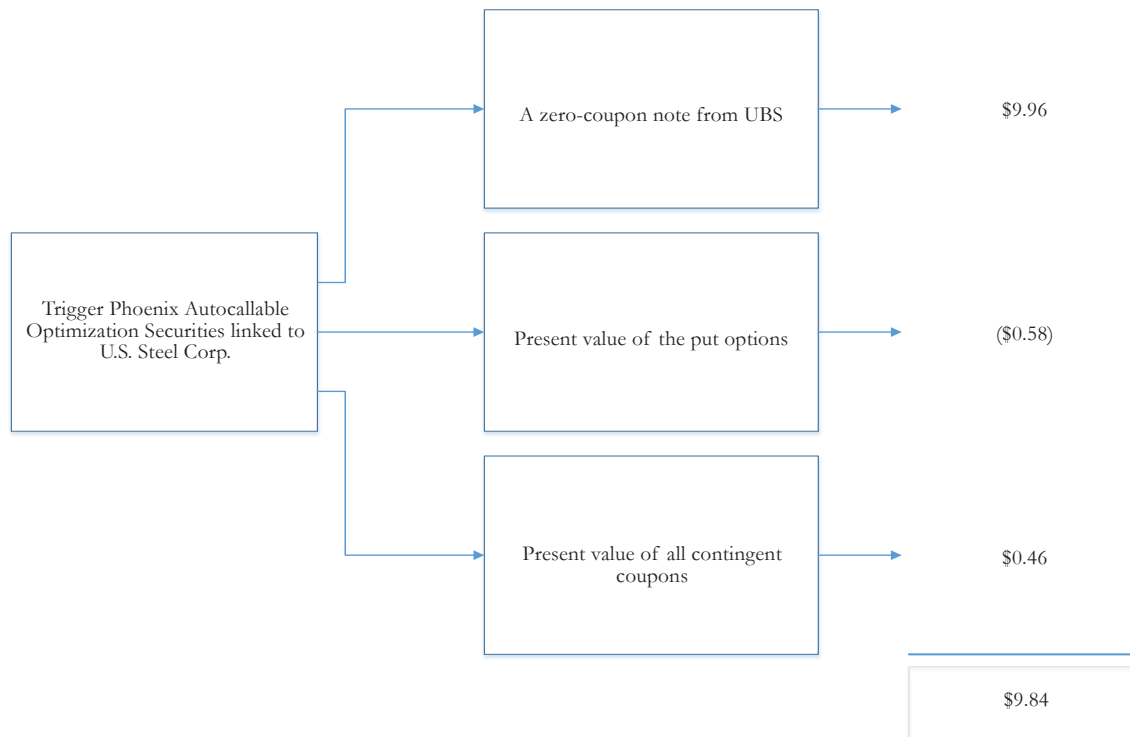 A zero-coupon note from UBS
$9.96
Trigger Phoenix Autocallable
Optimization Securities linked to
U.S. Steel Corp.
Present value of the put options
($0.58)
Present value of all contingent
coupons
$0.46
$9.84